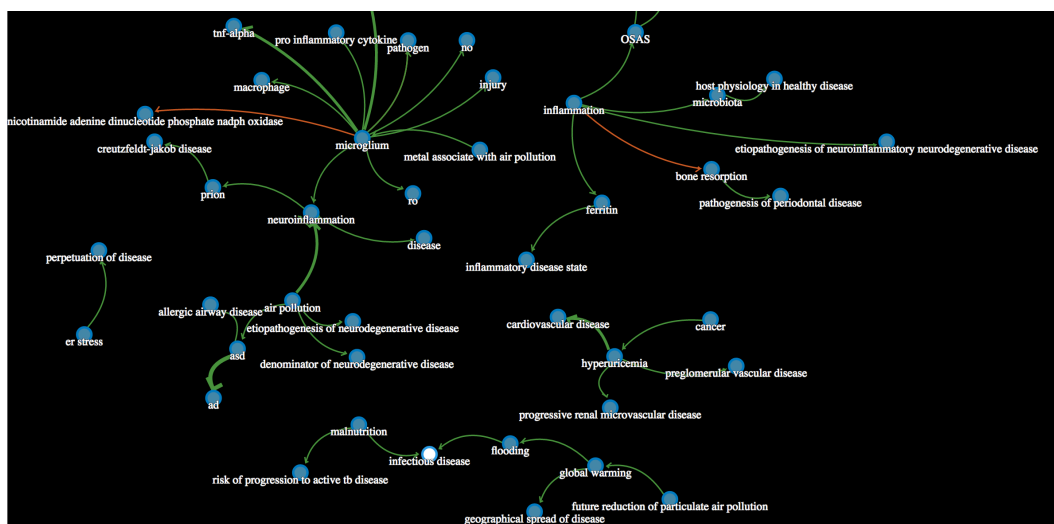 tnf-alpha
pro inflammatory cytokine
pathogen
no
OSAS
macrophage
injury
host physiology in healthy disease
microbiota
inflammation
nicotinamide adenine dinucleotide phosphate nadph oxidase
creutzfeldt-jakob disease
microglium
metal associate with air pollution
etiopathogenesis of neuroinflammatory neurodegenerative disease
bone resorption
prion
ro
pathogenesis of periodontal disease
neuroinflammation
ferritin
disease
perpetuation of disease
inflammatory disease state
allergic airway disease
air pollution
etiopathogenesis of neurodegenerative disease
cardiovascular disease
cancer
er stress
asd
denominator of neurodegenerative disease
hyperuricemia
preglomerular vascular disease
ad
progressive renal microvascular disease
malnutrition
infectious disease
flooding
risk of progression to active tb disease
global warming
future reduction of particulate air pollution
geographical spread of disease